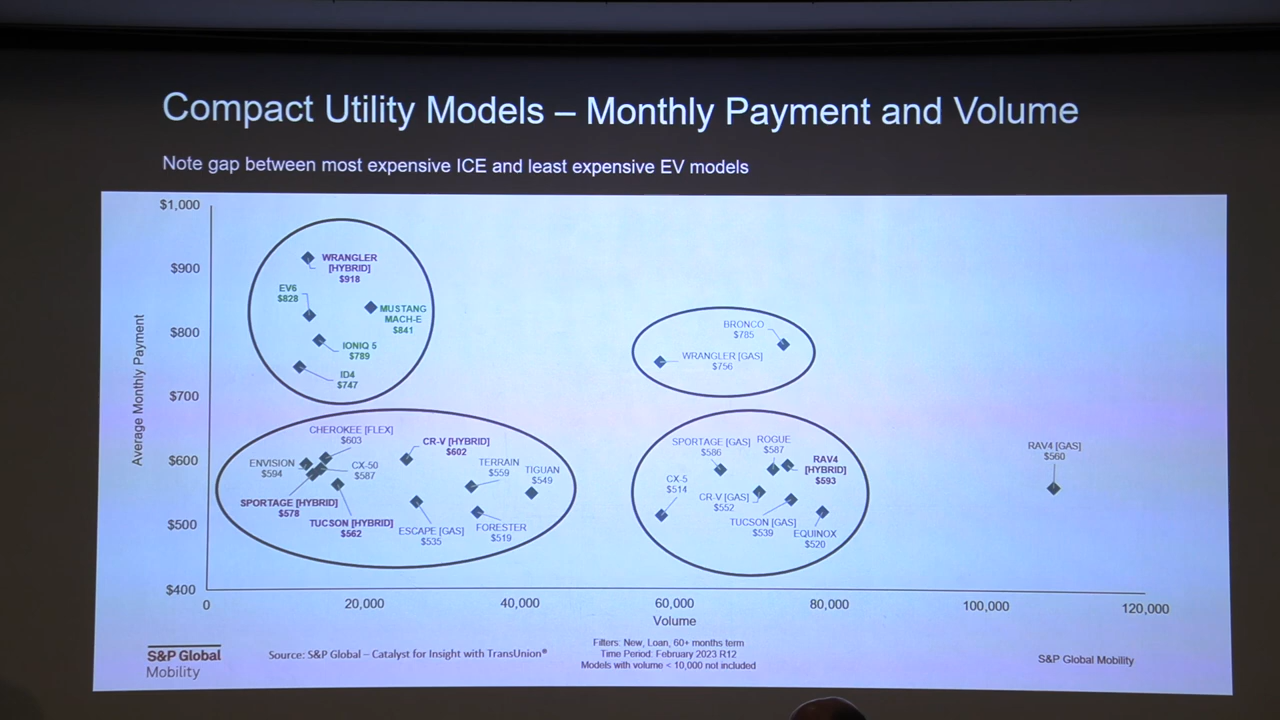 Compact Utility Models – Monthly Payment and Volume
Note gap between most expensive ICE and least expensive EV models
$1,000
$900
$800
$700
$600
$500
$400
Average Monthly Payment
WRANGLER
[HYBRID]
$918
EV6
$828
MUSTANG
MACH-E
$841
IONIQ 5
$789
ID4
$747
BRONCO
$785
WRANGLER [GAS]
$756
CHEROKEE [FLEX]
$603
CR-V [HYBRID]
$602
ENVISION
$594
CX-50
$587
TERRAIN
$559
TIGUAN
$549
SPORTAGE [HYBRID]
$578
TUCSON [HYBRID]
$562
ESCAPE [GAS]
$535
FORESTER
$519
SPORTAGE [GAS]
$586
ROGUE
$587
RAV4
[HYBRID]
$593
CX-5
$514
CR-V [GAS]
$552
TUCSON [GAS]
$539
EQUINOX
$520
RAV4 [GAS]
$560
0
20,000
40,000
60,000
80,000
100,000
120,000
Volume
S&P Global
Mobility
Source: S&P Global – Catalyst for Insight with TransUnion®
Filters: New, Loan, 60+ months term
Time Period: February 2023 R12
Models with volume < 10,000 not included
S&P Global Mobility